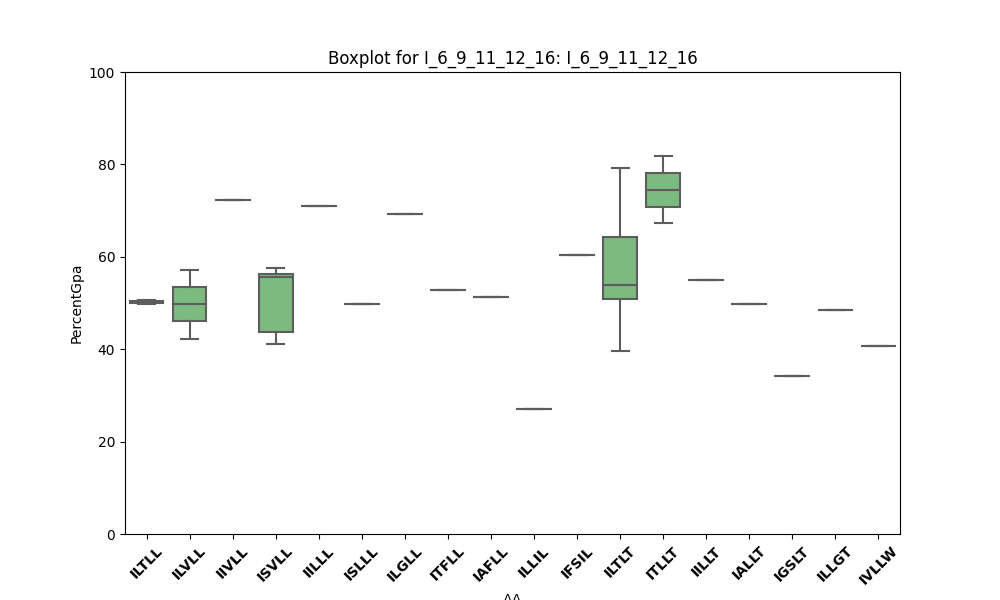 Boxplot for I_6_9_11_12_16: I_6_9_11_12_16
100
80
60
40
20
0
PercentGpa
ILTLL ILVLL IIVLL ISVLL IILLL ISLLL ILGLL ITFLL IAFLL ILLIL IFSIL ILTLT ITLLT IILLT IALLT IGSLT ILLGT IVLLW
AA